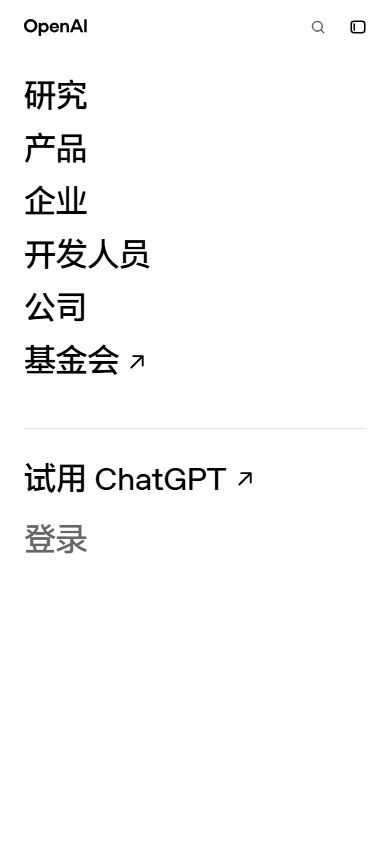 OpenAI
研究
产品
企业
开发人员
公司
基金会 ↗
试用 ChatGPT ↗
登录